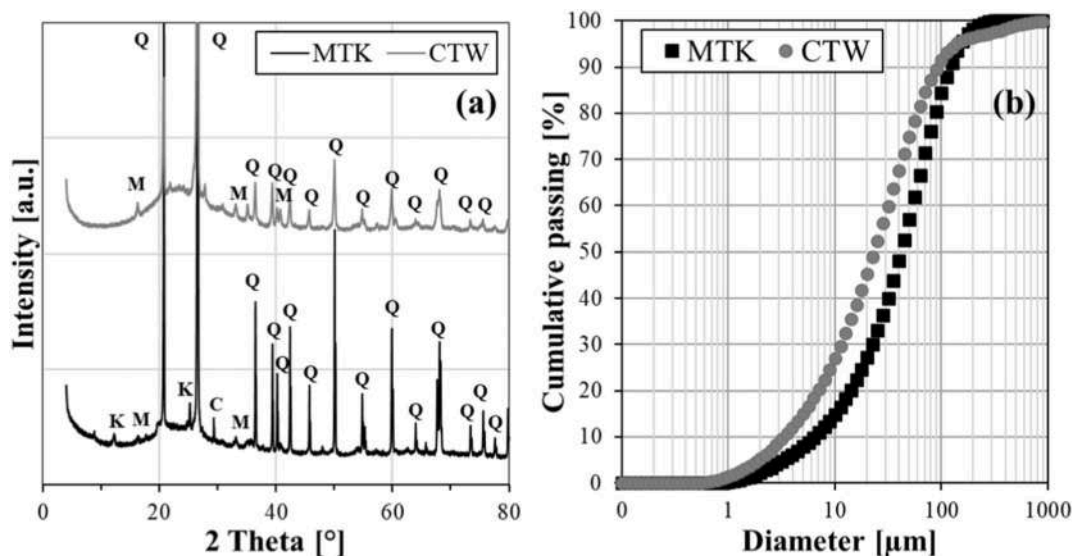 MTK CTW
(a)
Q Q
M M Q Q M Q Q Q Q Q Q Q Q Q
K M K C M Q Q Q Q Q Q Q Q Q Q Q Q Q
Intensity [a.u.]
0 20 40 60 80
2 Theta [°]
MTK CTW
(b)
100
90
80
70
60
50
40
30
20
10
0
Cumulative passing [%]
0 1 10 100 1000
Diameter [µm]